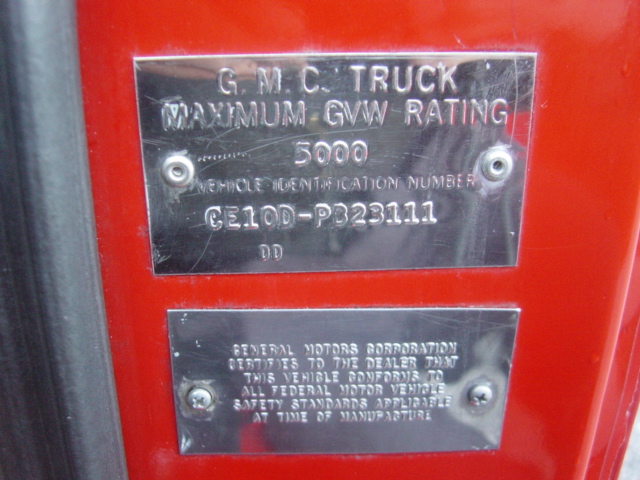 G.M.C. TRUCK
MAXIMUM GVW RATING
5000
VEHICLE IDENTIFICATION NUMBER
CE10D-PB23111
DD
GENERAL MOTORS CORPORATION
CERTIFIES TO THE DEALER THAT
THIS VEHICLE CONFORMS TO
ALL FEDERAL MOTOR VEHICLE
SAFETY STANDARDS APPLICABLE
AT TIME OF MANUFACTURE